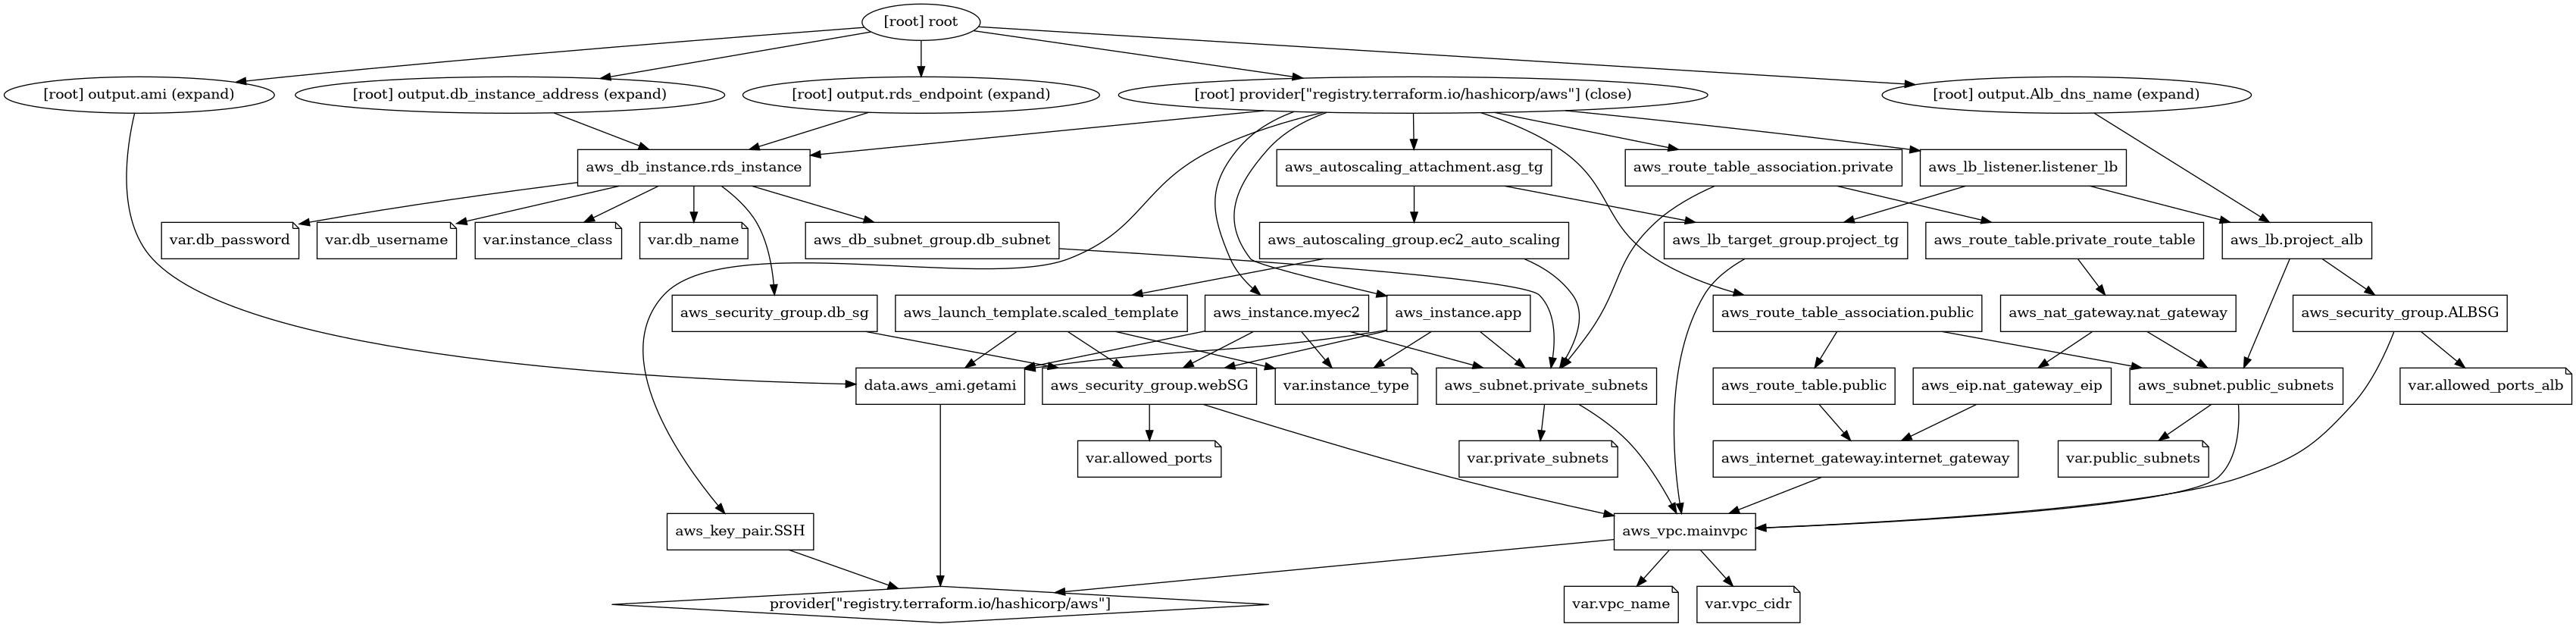 [root] root
[root] output.ami (expand)
[root] output.db_instance_address (expand)
[root] output.rds_endpoint (expand)
[root] provider["registry.terraform.io/hashicorp/aws"] (close)
[root] output.Alb_dns_name (expand)
aws_db_instance.rds_instance
aws_autoscaling_attachment.asg_tg
aws_route_table_association.private
aws_lb_listener.listener_lb
var.db_password
var.db_username
var.instance_class
var.db_name
aws_db_subnet_group.db_subnet
aws_autoscaling_group.ec2_auto_scaling
aws_lb_target_group.project_tg
aws_route_table.private_route_table
aws_lb.project_alb
aws_security_group.db_sg
aws_launch_template.scaled_template
aws_instance.myec2
aws_instance.app
aws_route_table_association.public
aws_nat_gateway.nat_gateway
aws_security_group.ALBSG
data.aws_ami.getami
aws_security_group.webSG
var.instance_type
aws_subnet.private_subnets
aws_route_table.public
aws_eip.nat_gateway_eip
aws_subnet.public_subnets
var.allowed_ports_alb
var.allowed_ports
var.private_subnets
aws_internet_gateway.internet_gateway
var.public_subnets
aws_key_pair.SSH
aws_vpc.mainvpc
provider["registry.terraform.io/hashicorp/aws"]
var.vpc_name
var.vpc_cidr